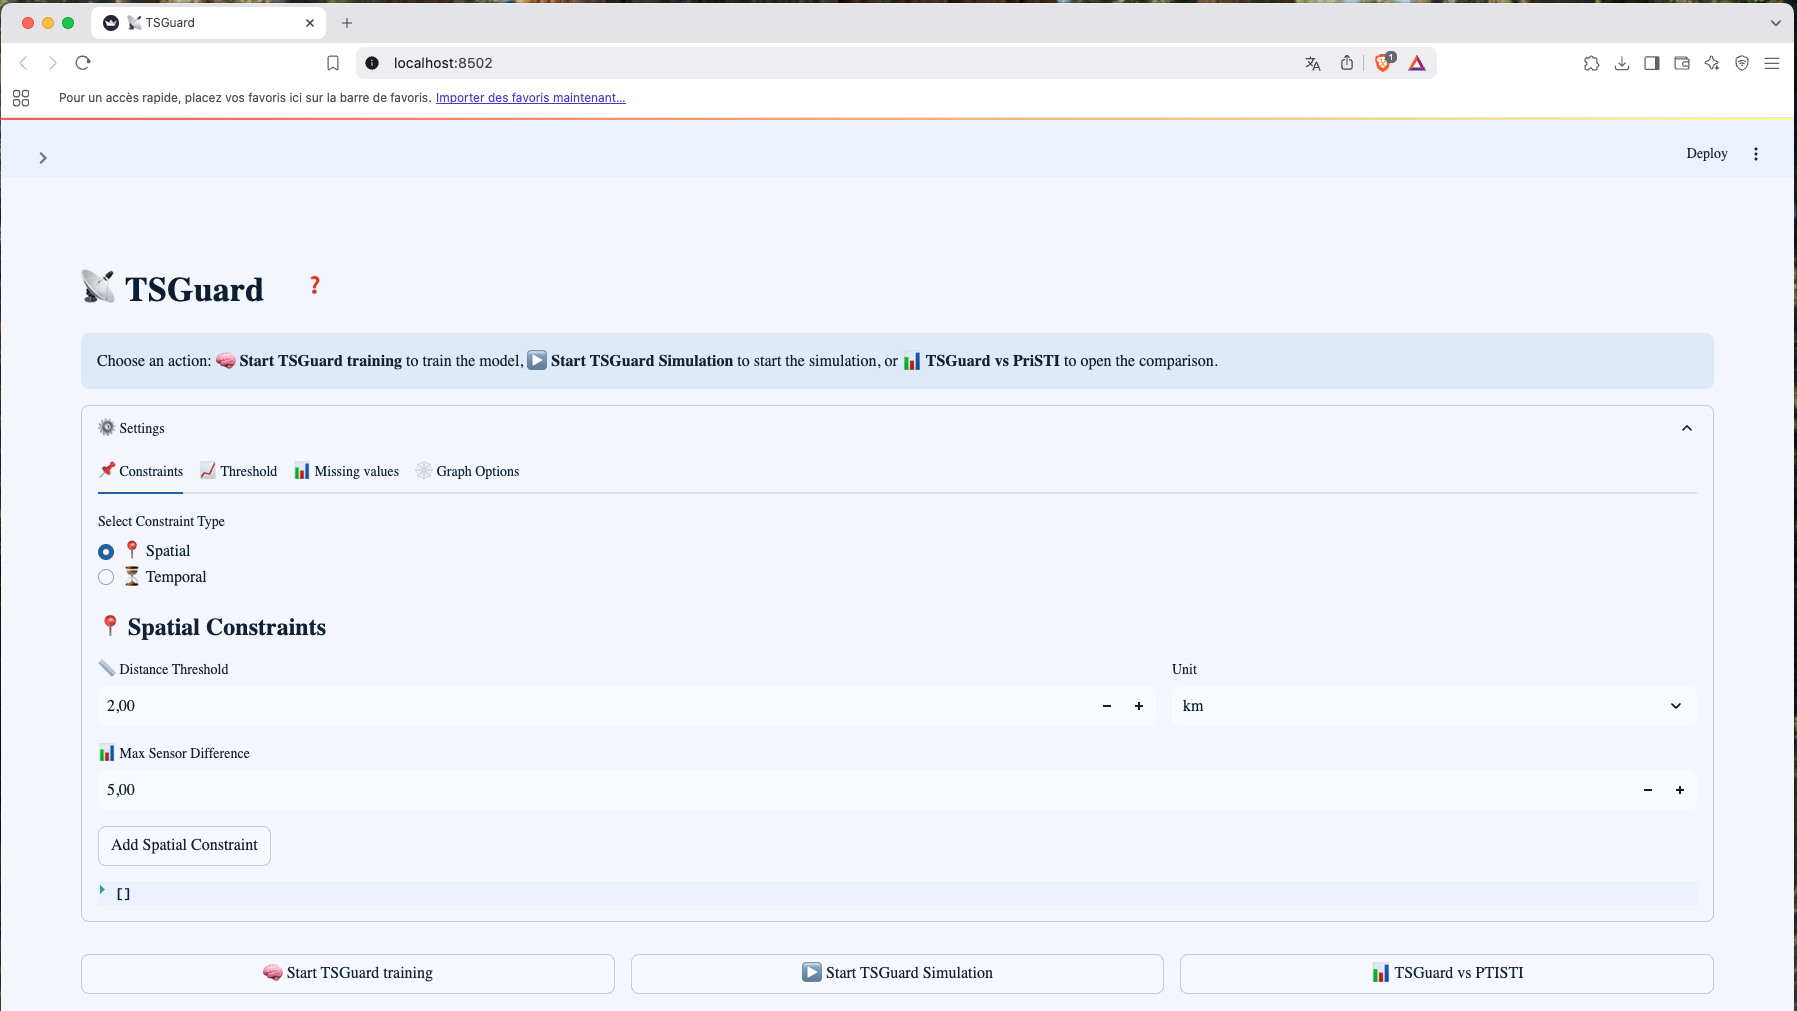 TSGuard
localhost:8502
1
Pour un accès rapide, placez vos favoris ici sur la barre de favoris. Importer des favoris maintenant...
Deploy
TSGuard ❓
Choose an action: 🧠 Start TSGuard training to train the model, ▶️ Start TSGuard Simulation to start the simulation, or 📊 TSGuard vs PriSTI to open the comparison.
Settings
Constraints Threshold Missing values Graph Options
Select Constraint Type
Spatial
Temporal
Spatial Constraints
Distance Threshold Unit
2,00 km
Max Sensor Difference
5,00
Add Spatial Constraint
[]
Start TSGuard training Start TSGuard Simulation TSGuard vs PTISTI